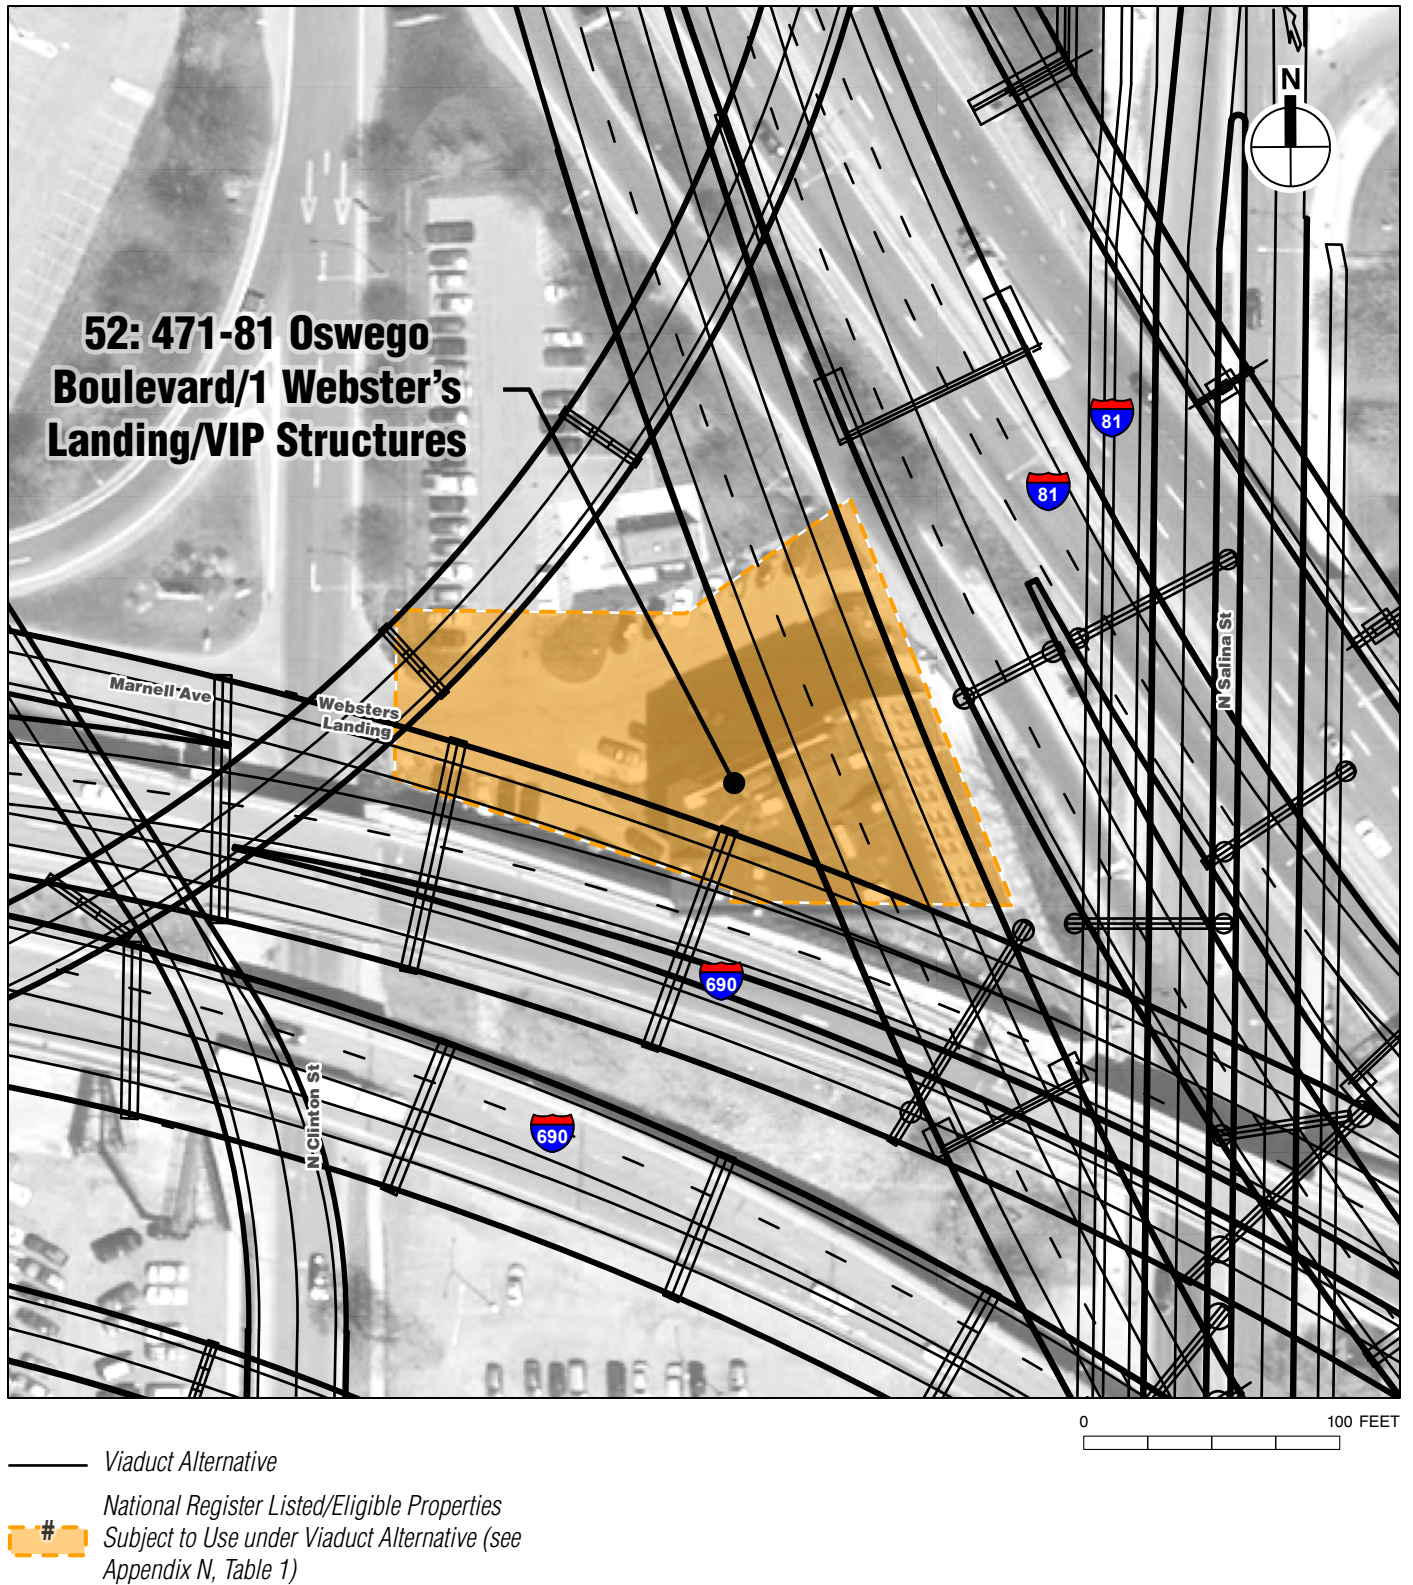 N
52: 471-81 Oswego
Boulevard/1 Webster's
Landing/VIP Structures
81
81
N Salina St
Marnell Ave
Websters
Landing
690
690
N Clinton St
0 100 FEET
Viaduct Alternative
#
National Register Listed/Eligible Properties
Subject to Use under Viaduct Alternative (see
Appendix N, Table 1)